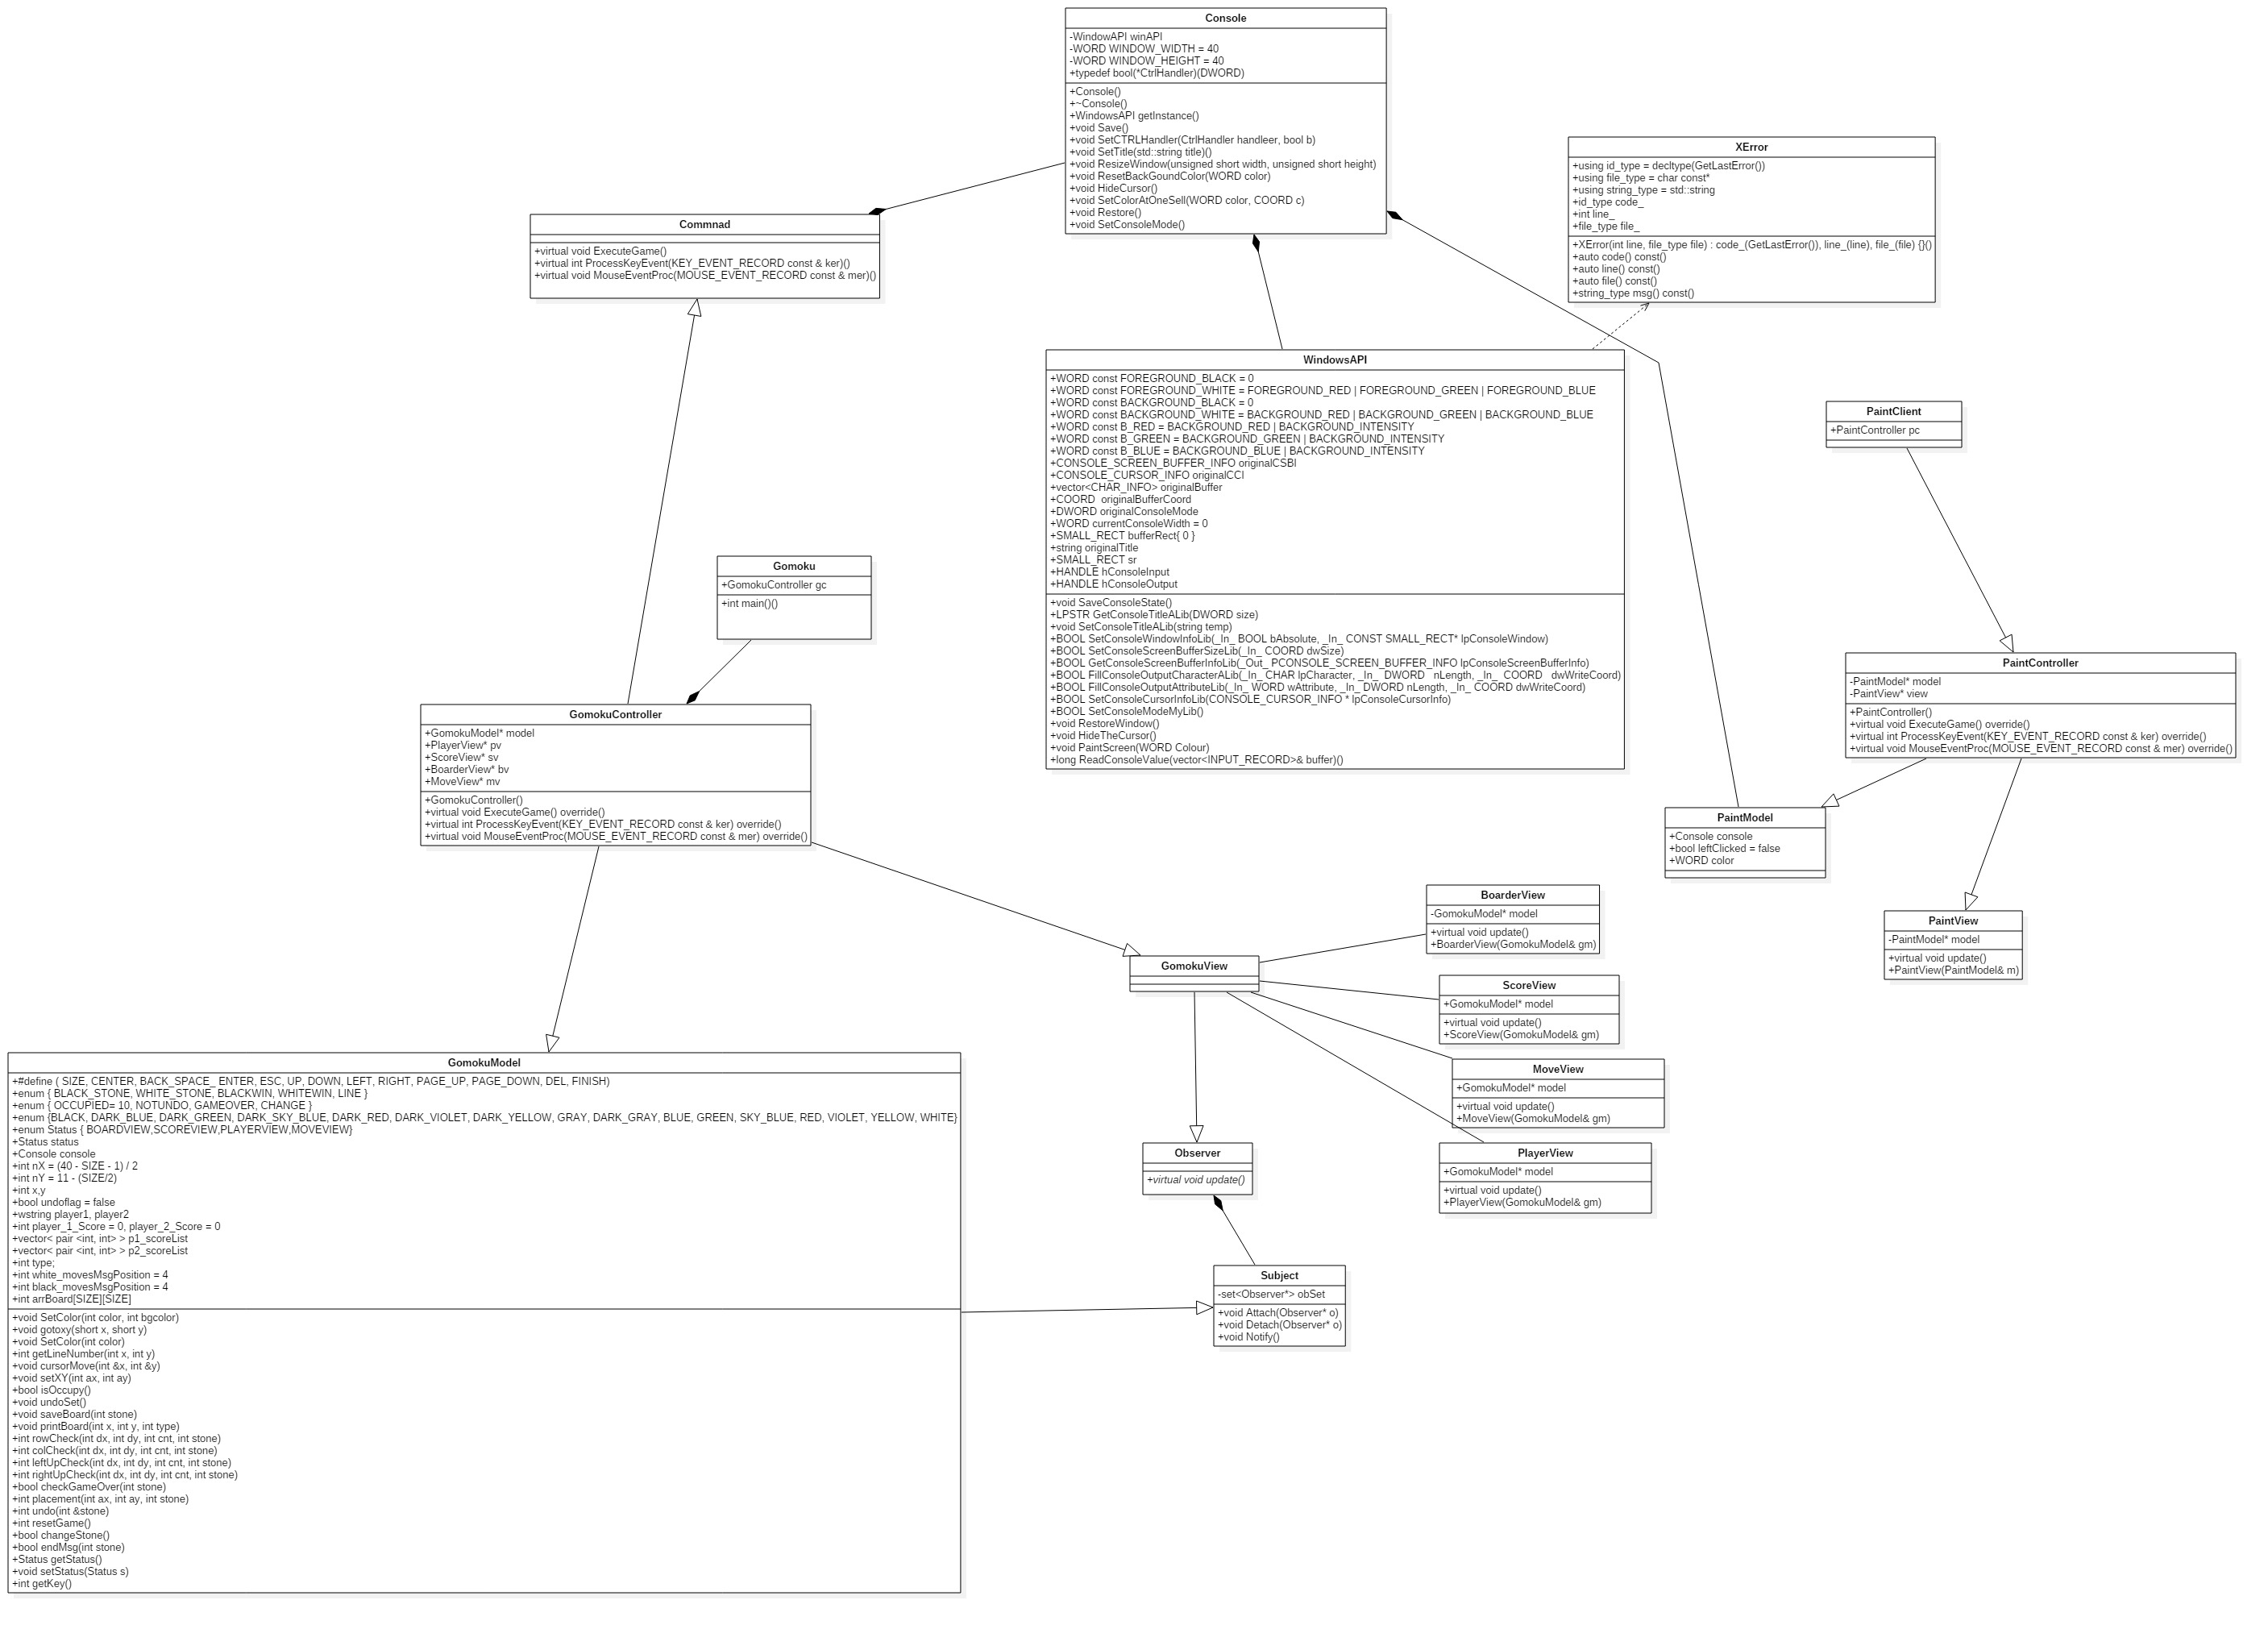 Console
-WindowAPI winAPI
-WORD WINDOW_WIDTH = 40
-WORD WINDOW_HEIGHT = 40
+typedef bool(*CtrlHandler)(DWORD)
+Console()
+~Console()
+WindowsAPI getInstance()
+void Save()
+void SetCTRLHandler(CtrlHandler handleer, bool b)
+void SetTitle(std::string title)()
+void ResizeWindow(unsigned short width, unsigned short height)
+void ResetBackGoundColor(WORD color)
+void HideCursor()
+void SetColorAtOneSell(WORD color, COORD c)
+void Restore()
+void SetConsoleMode()
XError
+using id_type = decltype(GetLastError())
+using file_type = char const*
+using string_type = std::string
+id_type code_
+int line_
+file_type file_
+XError(int line, file_type file) : code_(GetLastError()), line_(line), file_(file) {}()
+auto code() const()
+auto line() const()
+auto file() const()
+string_type msg() const()
Commnad
+virtual void ExecuteGame()
+virtual int ProcessKeyEvent(KEY_EVENT_RECORD const & ker)()
+virtual void MouseEventProc(MOUSE_EVENT_RECORD const & mer)()
WindowsAPI
+WORD const FOREGROUND_BLACK = 0
+WORD const FOREGROUND_WHITE = FOREGROUND_RED | FOREGROUND_GREEN | FOREGROUND_BLUE
+WORD const BACKGROUND_BLACK = 0
+WORD const BACKGROUND_WHITE = BACKGROUND_RED | BACKGROUND_GREEN | BACKGROUND_BLUE
+WORD const B_RED = BACKGROUND_RED | BACKGROUND_INTENSITY
+WORD const B_GREEN = BACKGROUND_GREEN | BACKGROUND_INTENSITY
+WORD const B_BLUE = BACKGROUND_BLUE | BACKGROUND_INTENSITY
+CONSOLE_SCREEN_BUFFER_INFO originalCSBI
+CONSOLE_CURSOR_INFO originalCCI
+vector<CHAR_INFO> originalBuffer
+COORD  originalBufferCoord
+DWORD originalConsoleMode
+WORD currentConsoleWidth = 0
+SMALL_RECT bufferRect{ 0 }
+string originalTitle
+SMALL_RECT sr
+HANDLE hConsoleInput
+HANDLE hConsoleOutput
+void SaveConsoleState()
+LPSTR GetConsoleTitleALib(DWORD size)
+void SetConsoleTitleALib(string temp)
+BOOL SetConsoleWindowInfoLib(_In_ BOOL bAbsolute, _In_ CONST SMALL_RECT* lpConsoleWindow)
+BOOL SetConsoleScreenBufferSizeLib(_In_ COORD dwSize)
+BOOL GetConsoleScreenBufferInfoLib(_Out_ PCONSOLE_SCREEN_BUFFER_INFO lpConsoleScreenBufferInfo)
+BOOL FillConsoleOutputCharacterALib(_In_ CHAR lpCharacter, _In_ DWORD   nLength, _In_ COORD   dwWriteCoord)
+BOOL FillConsoleOutputAttributeLib(_In_ WORD wAttribute, _In_ DWORD nLength, _In_ COORD dwWriteCoord)
+BOOL SetConsoleCursorInfoLib(CONSOLE_CURSOR_INFO * lpConsoleCursorInfo)
+BOOL SetConsoleModeMyLib()
+void RestoreWindow()
+void HideTheCursor()
+void PaintScreen(WORD Colour)
+long ReadConsoleValue(vector<INPUT_RECORD>& buffer)()
PaintClient
+PaintController pc
Gomoku
+GomokuController gc
+int main()()
PaintController
-PaintModel* model
-PaintView* view
+PaintController()
+virtual void ExecuteGame() override()
+virtual int ProcessKeyEvent(KEY_EVENT_RECORD const & ker) override()
+virtual void MouseEventProc(MOUSE_EVENT_RECORD const & mer) override()
GomokuController
+GomokuModel* model
+PlayerView* pv
+ScoreView* sv
+BoarderView* bv
+MoveView* mv
+GomokuController()
+virtual void ExecuteGame() override()
+virtual int ProcessKeyEvent(KEY_EVENT_RECORD const & ker) override()
+virtual void MouseEventProc(MOUSE_EVENT_RECORD const & mer) override()
PaintModel
+Console console
+bool leftClicked = false
+WORD color
BoarderView
-GomokuModel* model
+virtual void update()
+BoarderView(GomokuModel& gm)
PaintView
-PaintModel* model
+virtual void update()
+PaintView(PaintModel& m)
GomokuView
ScoreView
+GomokuModel* model
+virtual void update()
+ScoreView(GomokuModel& gm)
MoveView
+GomokuModel* model
+virtual void update()
+MoveView(GomokuModel& gm)
PlayerView
+GomokuModel* model
+virtual void update()
+PlayerView(GomokuModel& gm)
Observer
+virtual void update()
Subject
-set<Observer*> obSet
+void Attach(Observer* o)
+void Detach(Observer* o)
+void Notify()
GomokuModel
+#define ( SIZE, CENTER, BACK_SPACE_ ENTER, ESC, UP, DOWN, LEFT, RIGHT, PAGE_UP, PAGE_DOWN, DEL, FINISH)
+enum { BLACK_STONE, WHITE_STONE, BLACKWIN, WHITEWIN, LINE }
+enum { OCCUPIED= 10, NOTUNDO, GAMEOVER, CHANGE }
+enum {BLACK, DARK_BLUE, DARK_GREEN, DARK_SKY_BLUE, DARK_RED, DARK_VIOLET, DARK_YELLOW, GRAY, DARK_GRAY, BLUE, GREEN, SKY_BLUE, RED, VIOLET, YELLOW, WHITE}
+enum Status { BOARDVIEW,SCOREVIEW,PLAYERVIEW,MOVEVIEW}
+Status status
+Console console
+int nX = (40 - SIZE - 1) / 2
+int nY = 11 - (SIZE/2)
+int x,y
+bool undoflag = false
+wstring player1, player2
+int player_1_Score = 0, player_2_Score = 0
+vector< pair <int, int> > p1_scoreList
+vector< pair <int, int> > p2_scoreList
+int type;
+int white_movesMsgPosition = 4
+int black_movesMsgPosition = 4
+int arrBoard[SIZE][SIZE]
+void SetColor(int color, int bgcolor)
+void gotoxy(short x, short y)
+void SetColor(int color)
+int getLineNumber(int x, int y)
+void cursorMove(int &x, int &y)
+void setXY(int ax, int ay)
+bool isOccupy()
+void undoSet()
+void saveBoard(int stone)
+void printBoard(int x, int y, int type)
+int rowCheck(int dx, int dy, int cnt, int stone)
+int colCheck(int dx, int dy, int cnt, int stone)
+int leftUpCheck(int dx, int dy, int cnt, int stone)
+int rightUpCheck(int dx, int dy, int cnt, int stone)
+bool checkGameOver(int stone)
+int placement(int ax, int ay, int stone)
+int undo(int &stone)
+int resetGame()
+bool changeStone()
+bool endMsg(int stone)
+Status getStatus()
+void setStatus(Status s)
+int getKey()